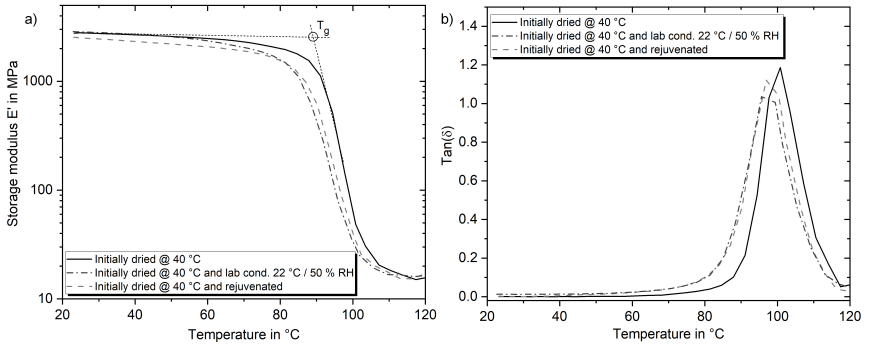 a)
Storage modulus E' in MPa
1000
100
10
20
40
60
80
100
120
Temperature in °C
T_g
Initially dried @ 40 °C
Initially dried @ 40 °C and lab cond. 22 °C / 50 % RH
Initially dried @ 40 °C and rejuvenated
b)
Tan(δ)
1.4
1.2
1.0
0.8
0.6
0.4
0.2
0.0
20
40
60
80
100
120
Temperature in °C
Initially dried @ 40 °C
Initially dried @ 40 °C and lab cond. 22 °C / 50 % RH
Initially dried @ 40 °C and rejuvenated